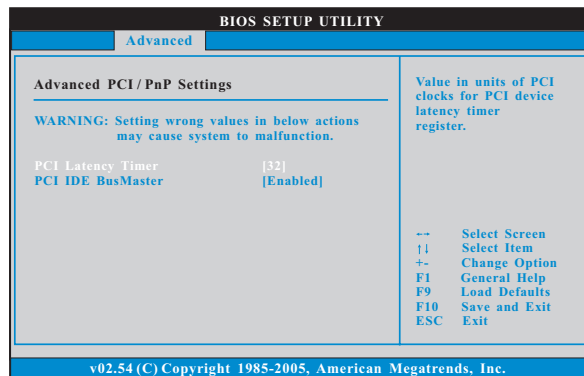 BIOS SETUP UTILITY
Advanced
Advanced PCI / PnP Settings
WARNING: Setting wrong values in below actions
may cause system to malfunction.
PCI Latency Timer [32]
PCI IDE BusMaster [Enabled]
Value in units of PCI
clocks for PCI device
latency timer
register.
←→ Select Screen
↑↓ Select Item
+- Change Option
F1 General Help
F9 Load Defaults
F10 Save and Exit
ESC Exit
v02.54 (C) Copyright 1985-2005, American Megatrends, Inc.